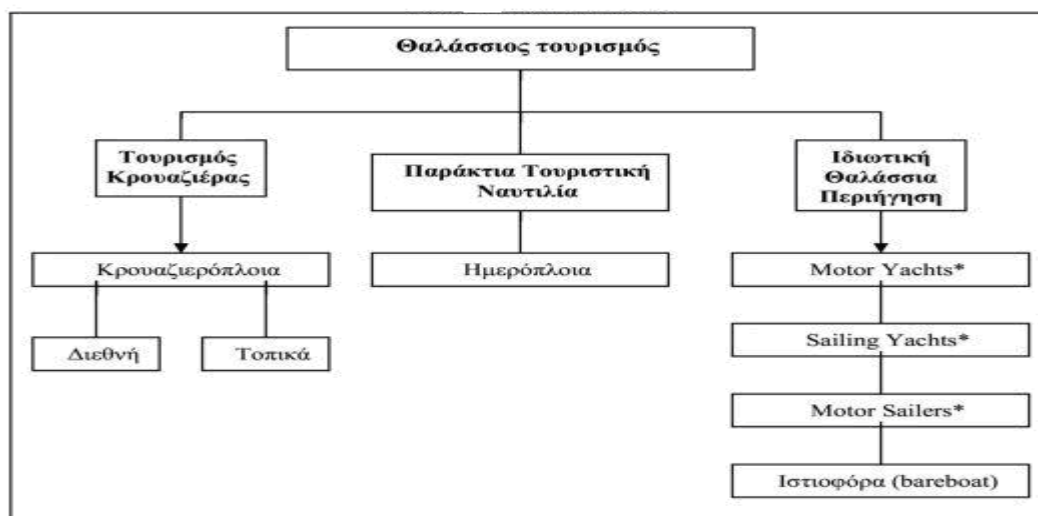 Θαλάσσιος τουρισμός
Τουρισμός
Κρουαζιέρας
Παράκτια Τουριστική
Ναυτιλία
Ιδιωτική
Θαλάσσια
Περιήγηση
Κρουαζιερόπλοια
Ημερόπλοια
Motor Yachts*
Διεθνή
Τοπικά
Sailing Yachts*
Motor Sailers*
Ιστιοφόρα (bareboat)